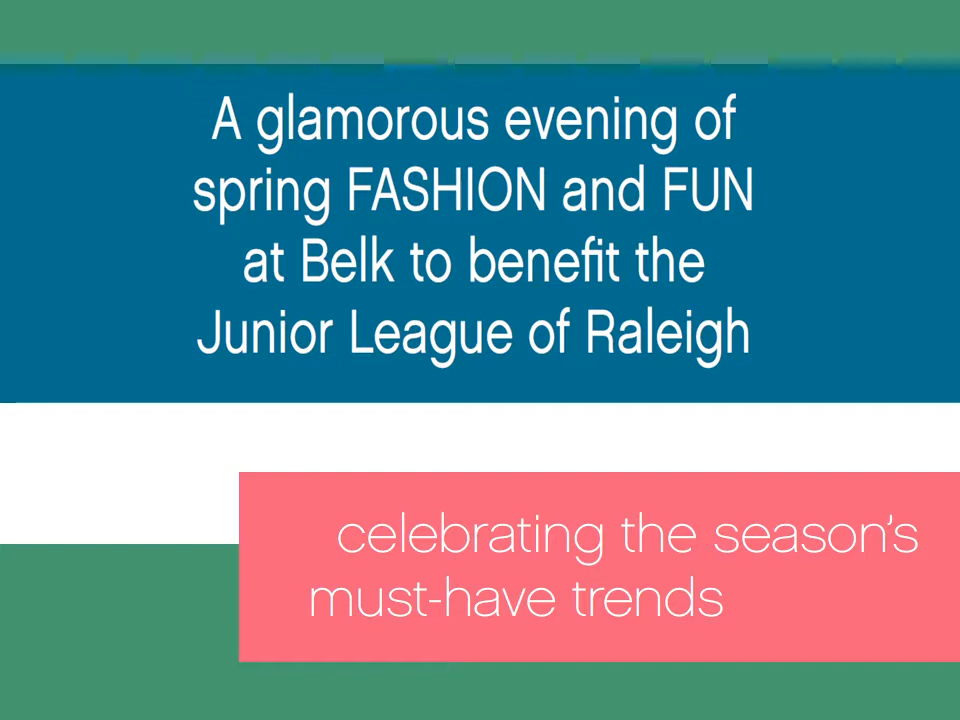 A glamorous evening of
spring FASHION and FUN
at Belk to benefit the
Junior League of Raleigh
celebrating the season's
must-have trends